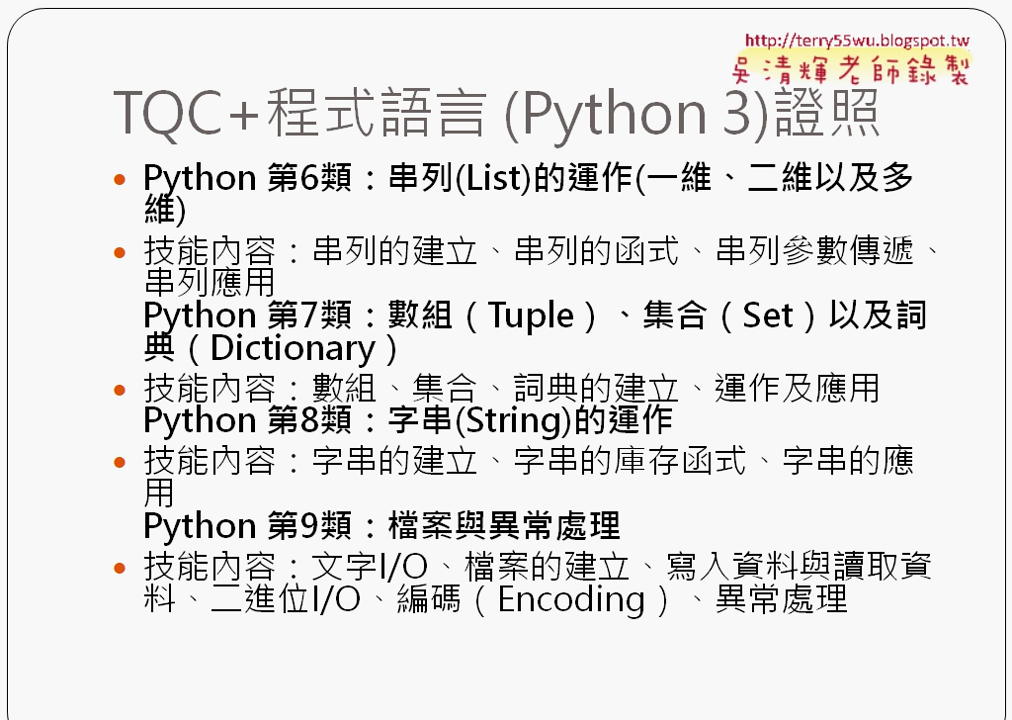 http://terry55wu.blogspot.tw
吳清輝老師錄製
TQC+程式語言 (Python 3)證照
• Python 第6類：串列(List)的運作(一維、二維以及多
維)
• 技能內容：串列的建立、串列的函式、串列參數傳遞、
串列應用
Python 第7類：數組（Tuple）、集合（Set）以及詞
典（Dictionary）
• 技能內容：數組、集合、詞典的建立、運作及應用
Python 第8類：字串(String)的運作
• 技能內容：字串的建立、字串的庫存函式、字串的應
用
Python 第9類：檔案與異常處理
• 技能內容：文字I/O、檔案的建立、寫入資料與讀取資
料、二進位I/O、編碼（Encoding）、異常處理